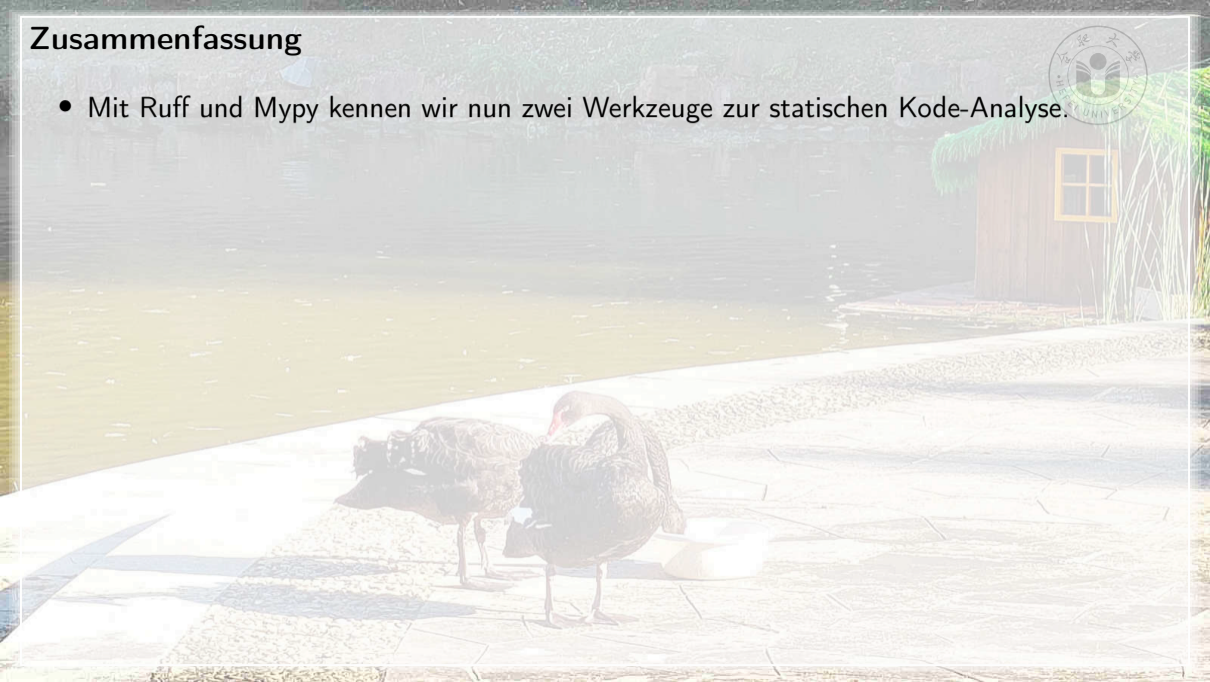 Zusammenfassung
• Mit Ruff und Mypy kennen wir nun zwei Werkzeuge zur statischen Kode-Analyse.